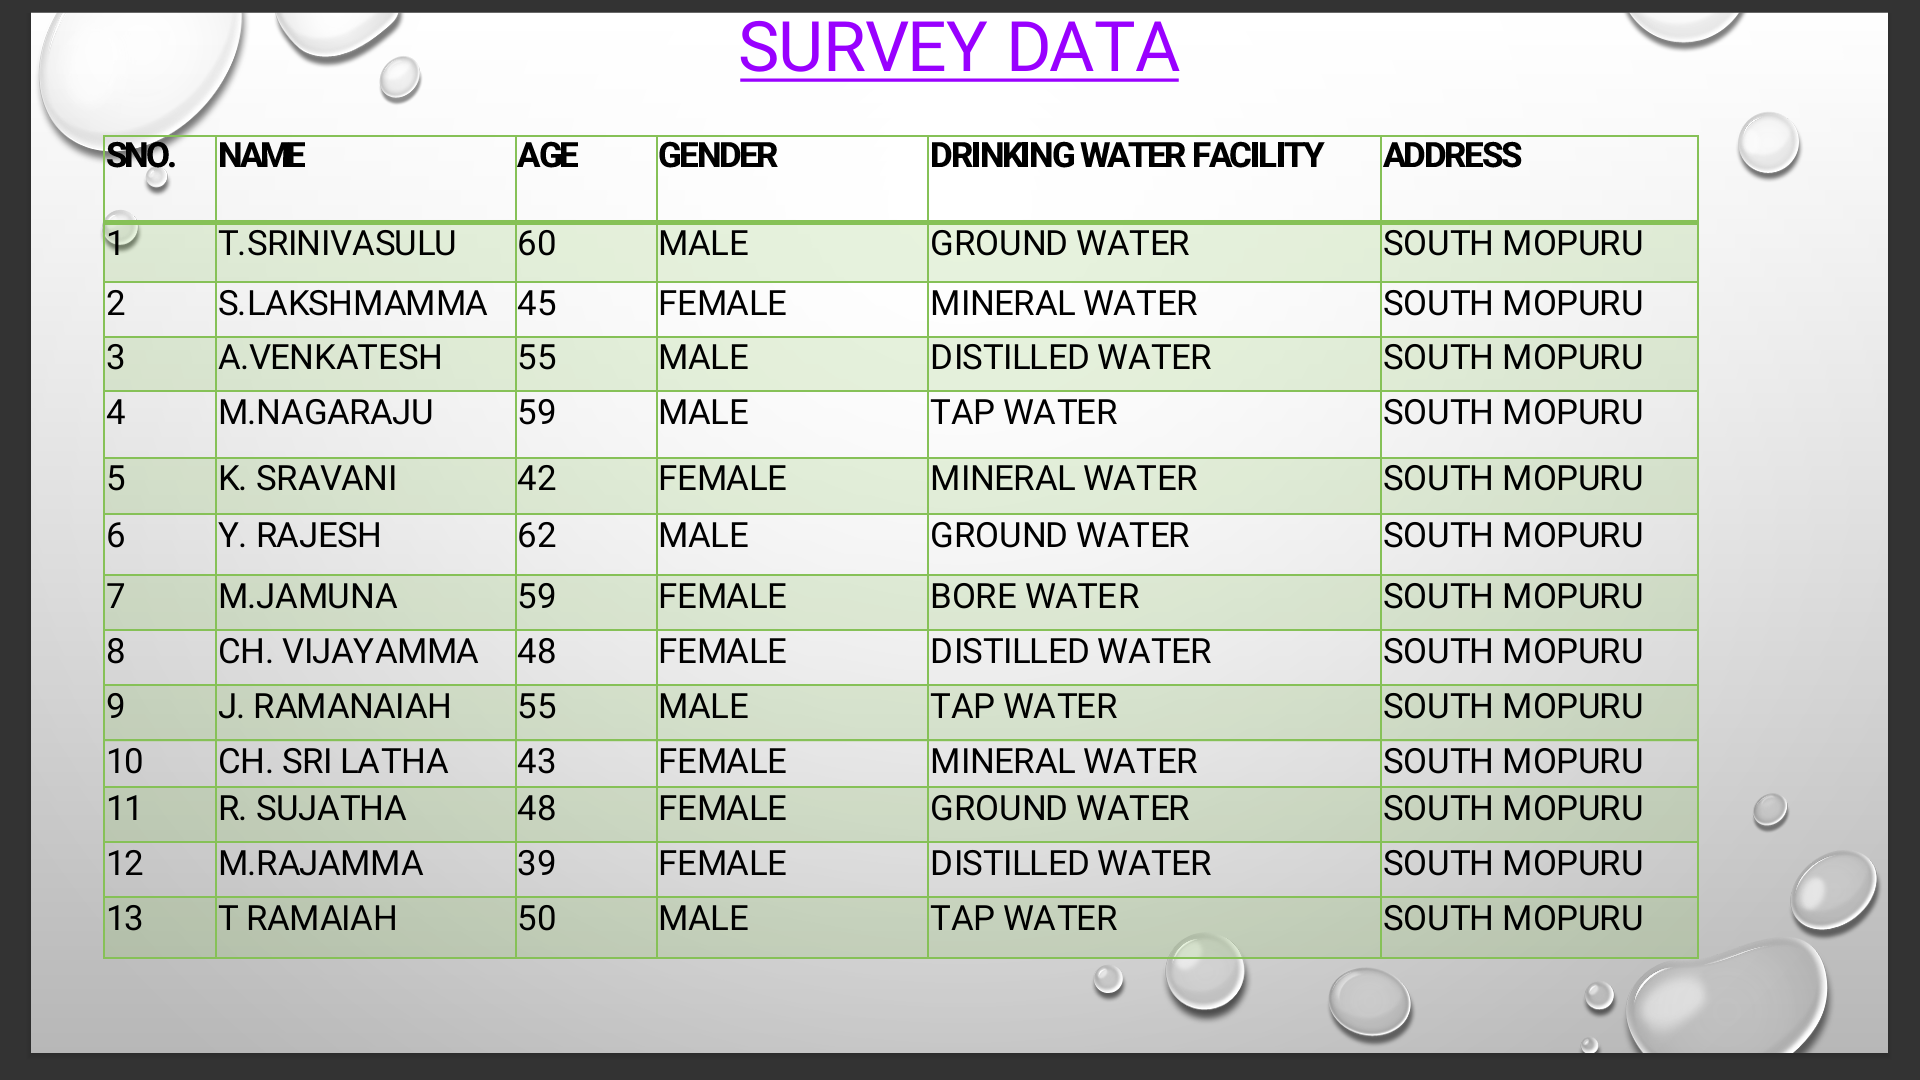 SURVEY DATA
SNO. NAME AGE GENDER DRINKING WATER FACILITY ADDRESS
1 T.SRINIVASULU 60 MALE GROUND WATER SOUTH MOPURU
2 S.LAKSHMAMMA 45 FEMALE MINERAL WATER SOUTH MOPURU
3 A.VENKATESH 55 MALE DISTILLED WATER SOUTH MOPURU
4 M.NAGARAJU 59 MALE TAP WATER SOUTH MOPURU
5 K. SRAVANI 42 FEMALE MINERAL WATER SOUTH MOPURU
6 Y. RAJESH 62 MALE GROUND WATER SOUTH MOPURU
7 M.JAMUNA 59 FEMALE BORE WATER SOUTH MOPURU
8 CH. VIJAYAMMA 48 FEMALE DISTILLED WATER SOUTH MOPURU
9 J. RAMANAIAH 55 MALE TAP WATER SOUTH MOPURU
10 CH. SRI LATHA 43 FEMALE MINERAL WATER SOUTH MOPURU
11 R. SUJATHA 48 FEMALE GROUND WATER SOUTH MOPURU
12 M.RAJAMMA 39 FEMALE DISTILLED WATER SOUTH MOPURU
13 T RAMAIAH 50 MALE TAP WATER SOUTH MOPURU